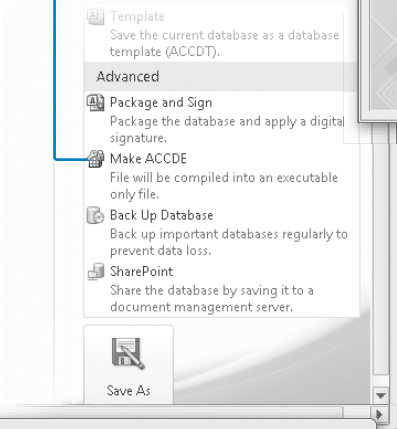 Template
Save the current database as a database
template (ACCDT).
Advanced
Package and Sign
Package the database and apply a digital
signature.
Make ACCDE
File will be compiled into an executable
only file.
Back Up Database
Back up important databases regularly to
prevent data loss.
SharePoint
Share the database by saving it to a
document management server.
Save As